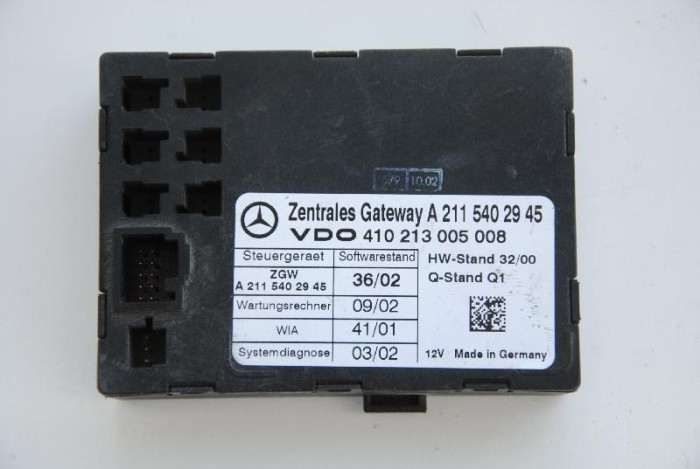 10.02
Zentrales Gateway A 211 540 29 45
VDO 410 213 005 008
Steuergeraet Softwarestand HW-Stand 32/00
ZGW
A 211 540 29 45 36/02 Q-Stand Q1
Wartungsrechner 09/02
WIA 41/01
Systemdiagnose 03/02 12V Made in Germany